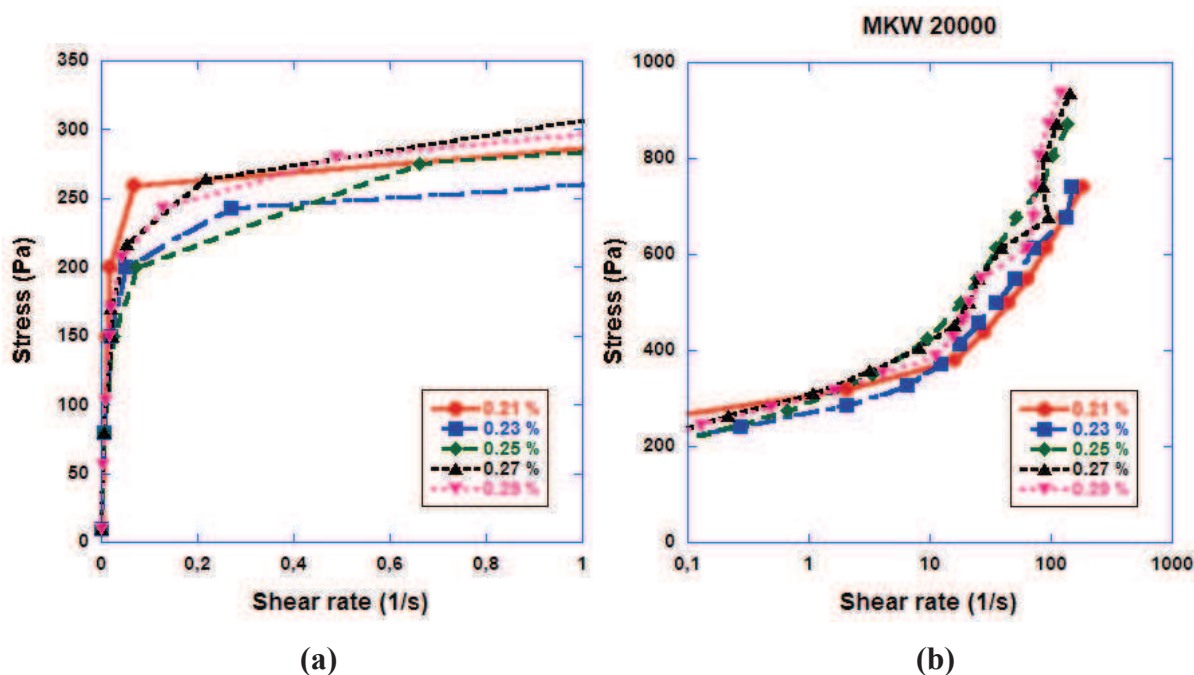 MKW 20000
350
300
250
200
150
100
50
0
Stress (Pa)
0 0,2 0,4 0,6 0,8 1
Shear rate (1/s)
0.21 %
0.23 %
0.25 %
0.27 %
0.29 %
(a)
1000
800
600
400
200
0
Stress (Pa)
0,1 1 10 100 1000
Shear rate (1/s)
0.21 %
0.23 %
0.25 %
0.27 %
0.29 %
(b)